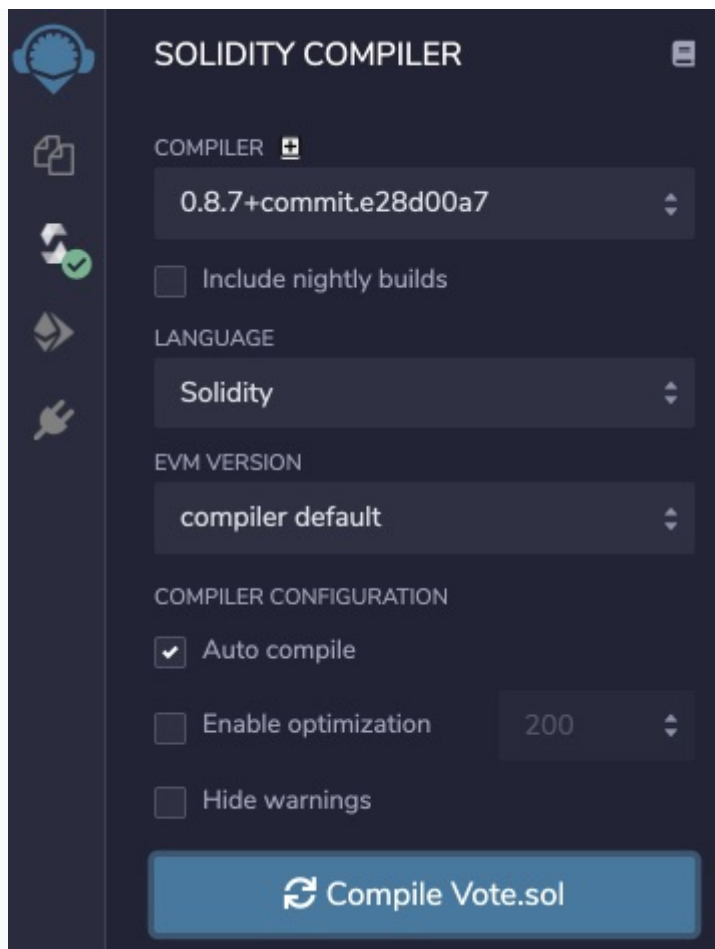 SOLIDITY COMPILER
COMPILER
0.8.7+commit.e28d00a7
Include nightly builds
LANGUAGE
Solidity
EVM VERSION
compiler default
COMPILER CONFIGURATION
Auto compile
Enable optimization 200
Hide warnings
Compile Vote.sol